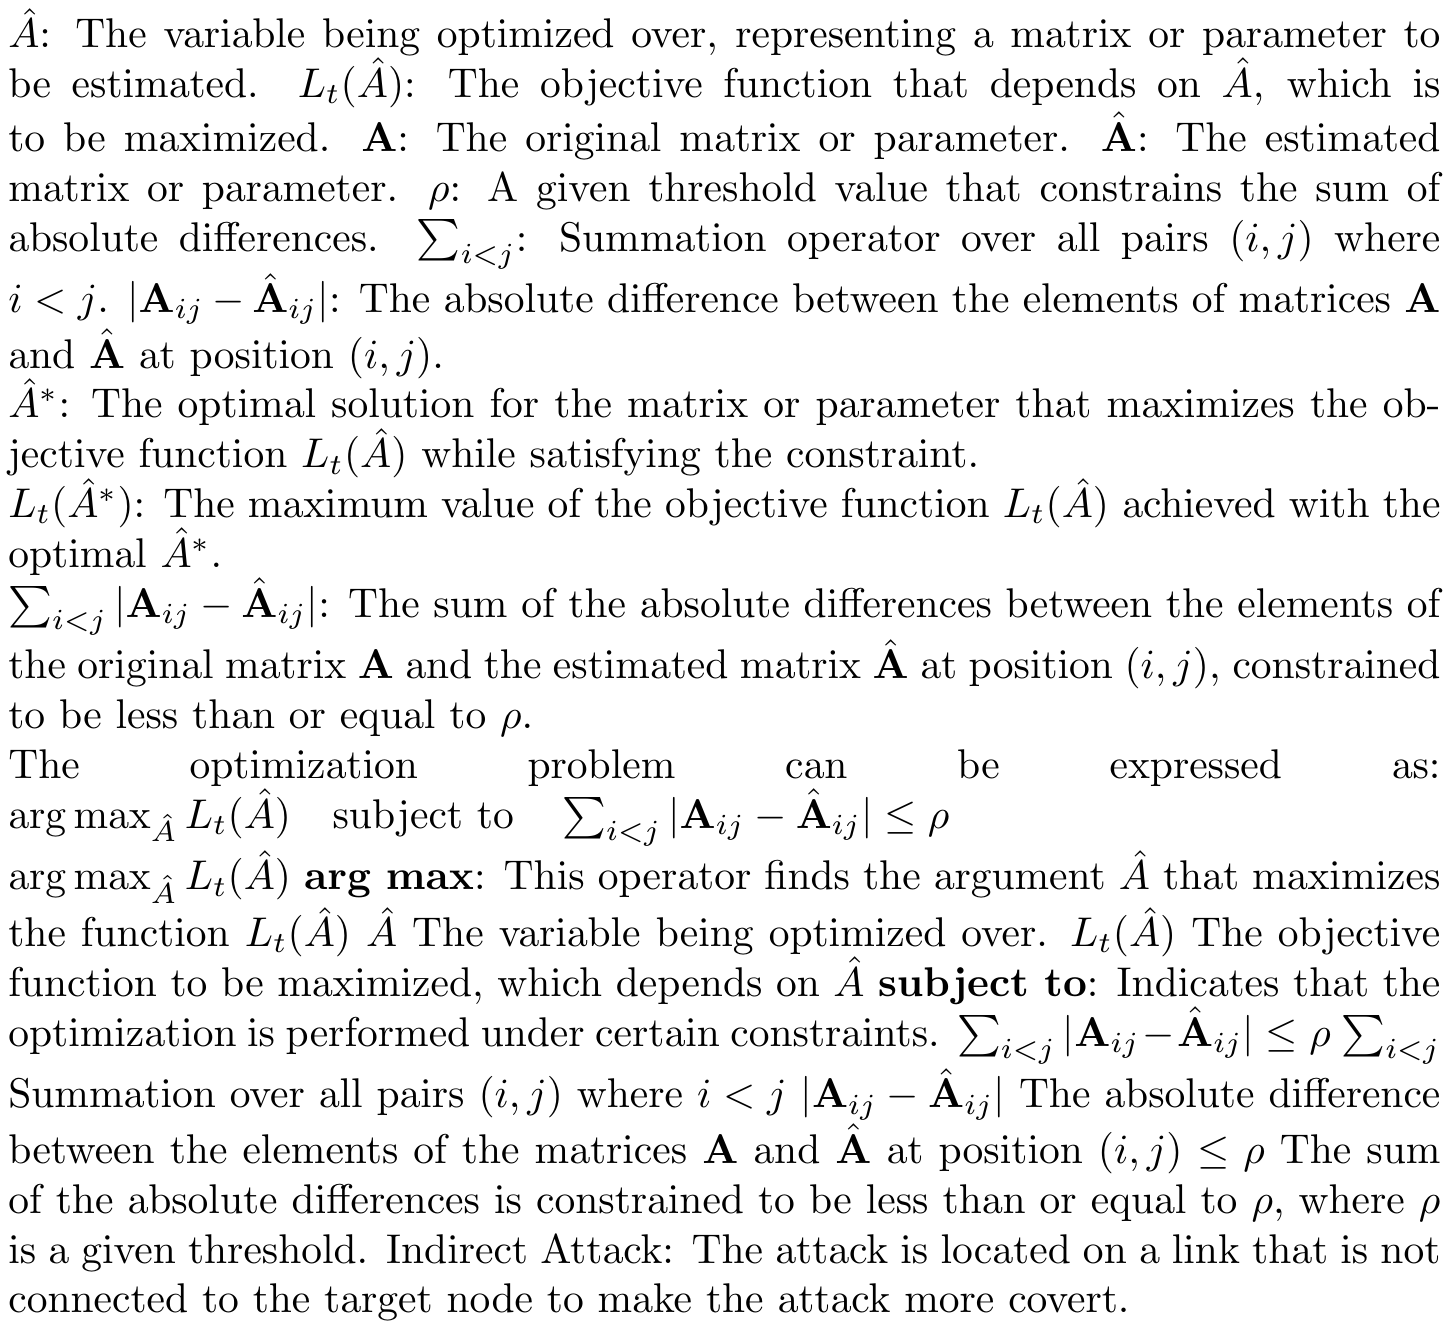 Â: The variable being optimized over, representing a matrix or parameter to
be estimated. L_t(Â): The objective function that depends on Â, which is
to be maximized. 𝐀: The original matrix or parameter. 𝐀̂: The estimated
matrix or parameter. ρ: A given threshold value that constrains the sum of
absolute differences. ∑_{i<j}: Summation operator over all pairs (i, j) where
i < j. |𝐀_{ij} − 𝐀̂_{ij}|: The absolute difference between the elements of matrices 𝐀
and 𝐀̂ at position (i, j).
Â*: The optimal solution for the matrix or parameter that maximizes the ob-
jective function L_t(Â) while satisfying the constraint.
L_t(Â*): The maximum value of the objective function L_t(Â) achieved with the
optimal Â*.
∑_{i<j} |𝐀_{ij} − 𝐀̂_{ij}|: The sum of the absolute differences between the elements of
the original matrix 𝐀 and the estimated matrix 𝐀̂ at position (i, j), constrained
to be less than or equal to ρ.
The optimization problem can be expressed as:
arg max_Â L_t(Â) subject to ∑_{i<j} |𝐀_{ij} − 𝐀̂_{ij}| ≤ ρ
arg max_Â L_t(Â) arg max: This operator finds the argument Â that maximizes
the function L_t(Â) Â The variable being optimized over. L_t(Â) The objective
function to be maximized, which depends on Â subject to: Indicates that the
optimization is performed under certain constraints. ∑_{i<j} |𝐀_{ij} − 𝐀̂_{ij}| ≤ ρ ∑_{i<j}
Summation over all pairs (i, j) where i < j |𝐀_{ij} − 𝐀̂_{ij}| The absolute difference
between the elements of the matrices 𝐀 and 𝐀̂ at position (i, j) ≤ ρ The sum
of the absolute differences is constrained to be less than or equal to ρ, where ρ
is a given threshold. Indirect Attack: The attack is located on a link that is not
connected to the target node to make the attack more covert.